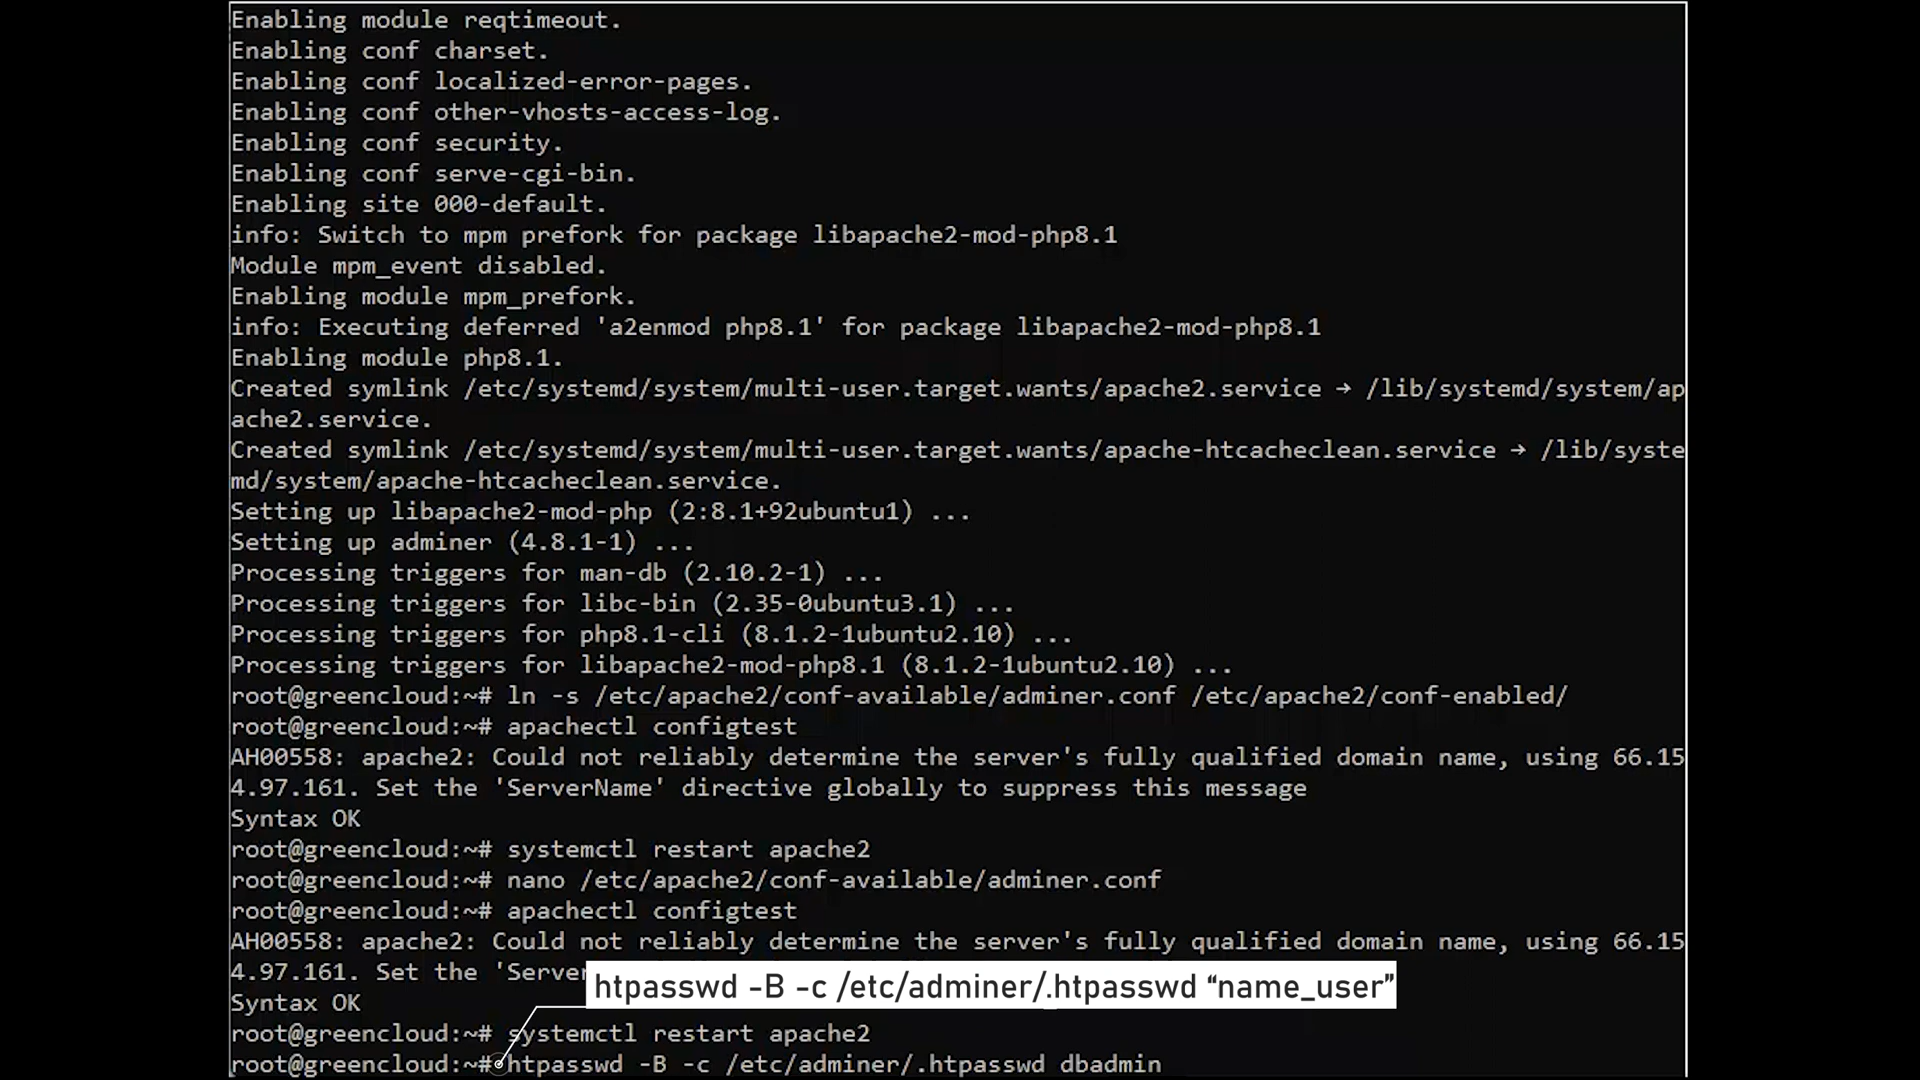 Enabling module reqtimeout.
Enabling conf charset.
Enabling conf localized-error-pages.
Enabling conf other-vhosts-access-log.
Enabling conf security.
Enabling conf serve-cgi-bin.
Enabling site 000-default.
info: Switch to mpm prefork for package libapache2-mod-php8.1
Module mpm_event disabled.
Enabling module mpm_prefork.
info: Executing deferred 'a2enmod php8.1' for package libapache2-mod-php8.1
Enabling module php8.1.
Created symlink /etc/systemd/system/multi-user.target.wants/apache2.service → /lib/systemd/system/ap
ache2.service.
Created symlink /etc/systemd/system/multi-user.target.wants/apache-htcacheclean.service → /lib/syste
md/system/apache-htcacheclean.service.
Setting up libapache2-mod-php (2:8.1+92ubuntu1) ...
Setting up adminer (4.8.1-1) ...
Processing triggers for man-db (2.10.2-1) ...
Processing triggers for libc-bin (2.35-0ubuntu3.1) ...
Processing triggers for php8.1-cli (8.1.2-1ubuntu2.10) ...
Processing triggers for libapache2-mod-php8.1 (8.1.2-1ubuntu2.10) ...
root@greencloud:~# ln -s /etc/apache2/conf-available/adminer.conf /etc/apache2/conf-enabled/
root@greencloud:~# apachectl configtest
AH00558: apache2: Could not reliably determine the server's fully qualified domain name, using 66.15
4.97.161. Set the 'ServerName' directive globally to suppress this message
Syntax OK
root@greencloud:~# systemctl restart apache2
root@greencloud:~# nano /etc/apache2/conf-available/adminer.conf
root@greencloud:~# apachectl configtest
AH00558: apache2: Could not reliably determine the server's fully qualified domain name, using 66.15
4.97.161. Set the 'Server
htpasswd -B -c /etc/adminer/.htpasswd “name_user”
Syntax OK
root@greencloud:~# systemctl restart apache2
root@greencloud:~# htpasswd -B -c /etc/adminer/.htpasswd dbadmin